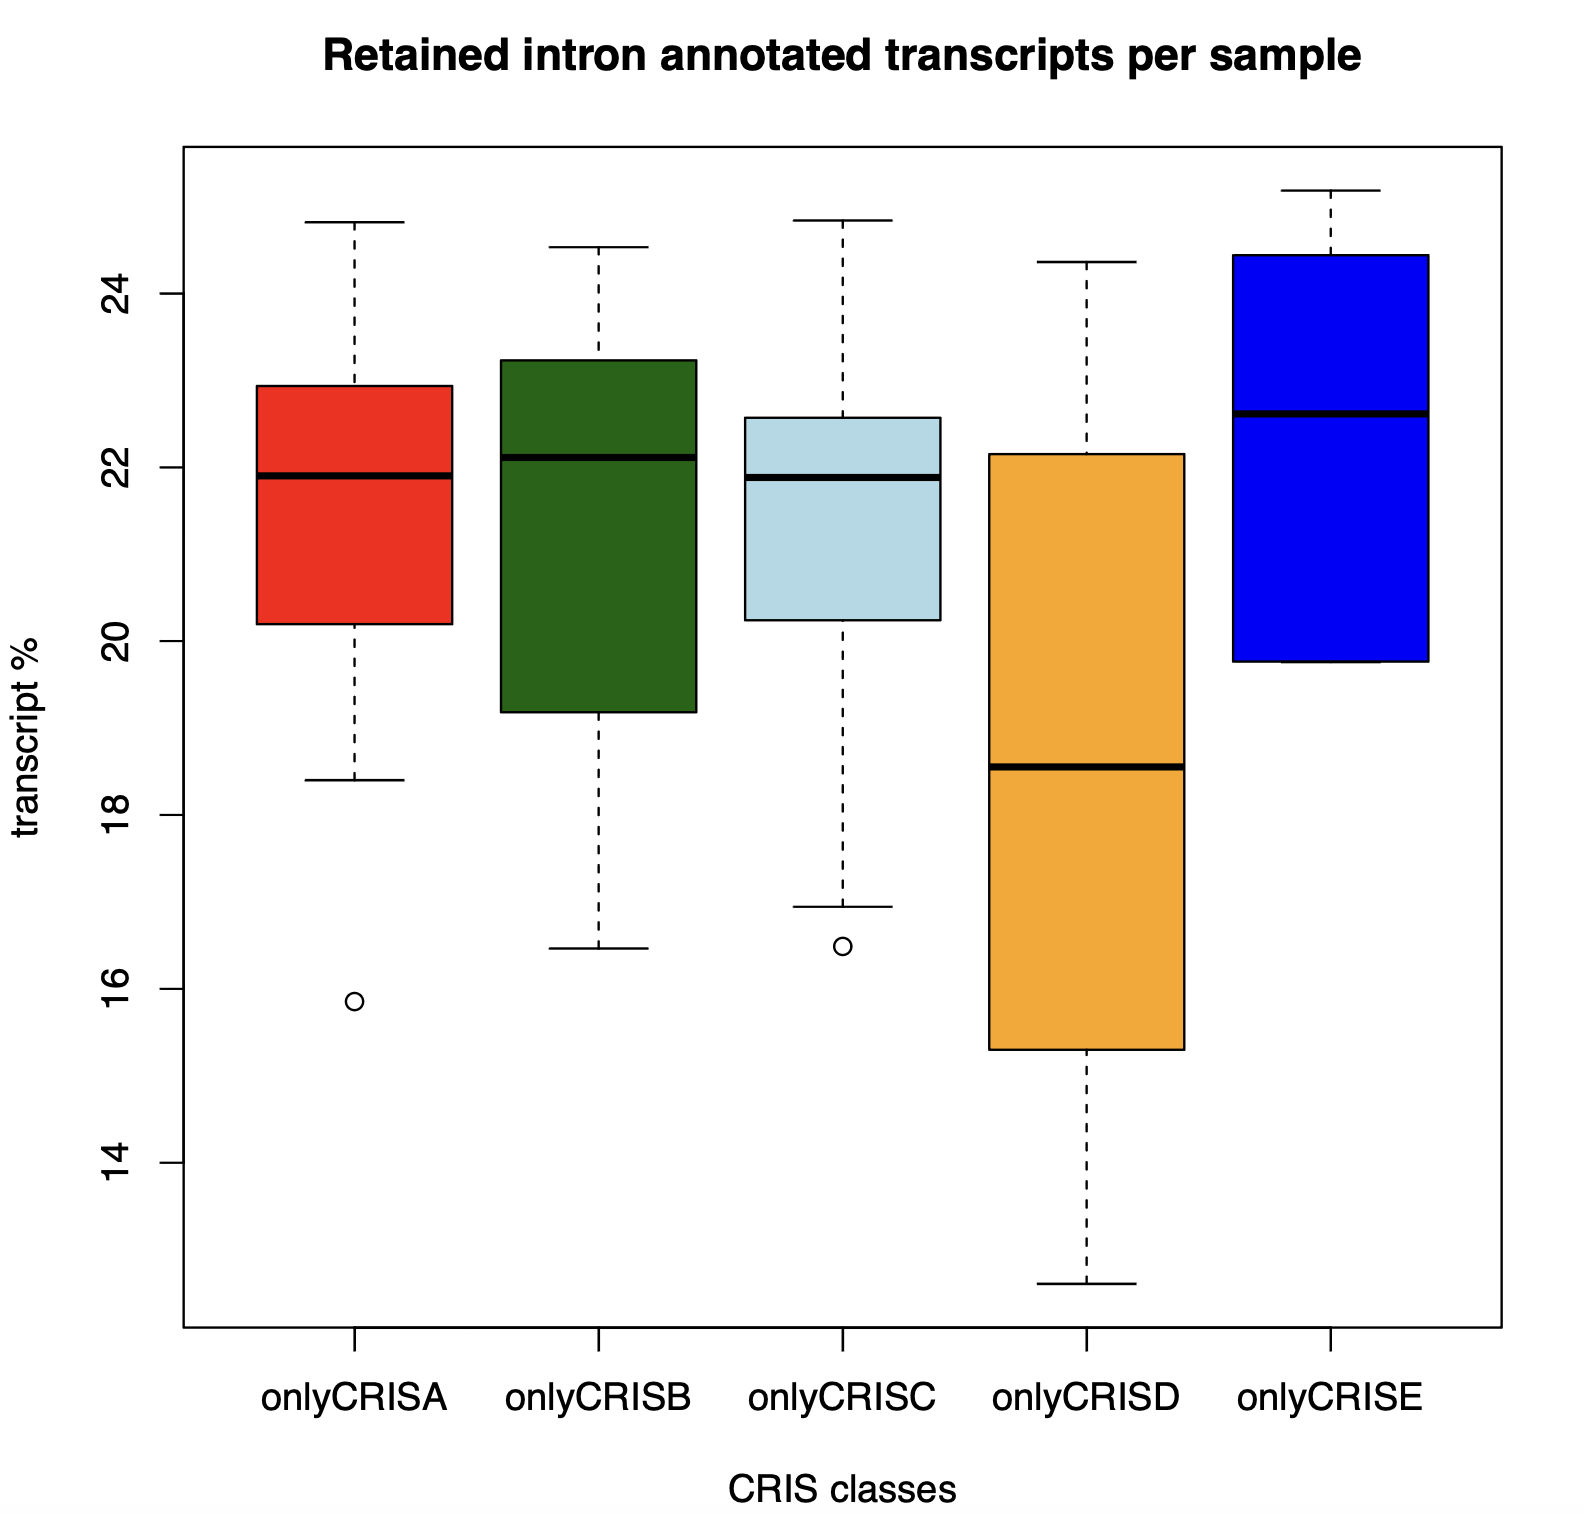 Retained intron annotated transcripts per sample
transcript %
24
22
20
18
16
14
onlyCRISA onlyCRISB onlyCRISC onlyCRISD onlyCRISE
CRIS classes